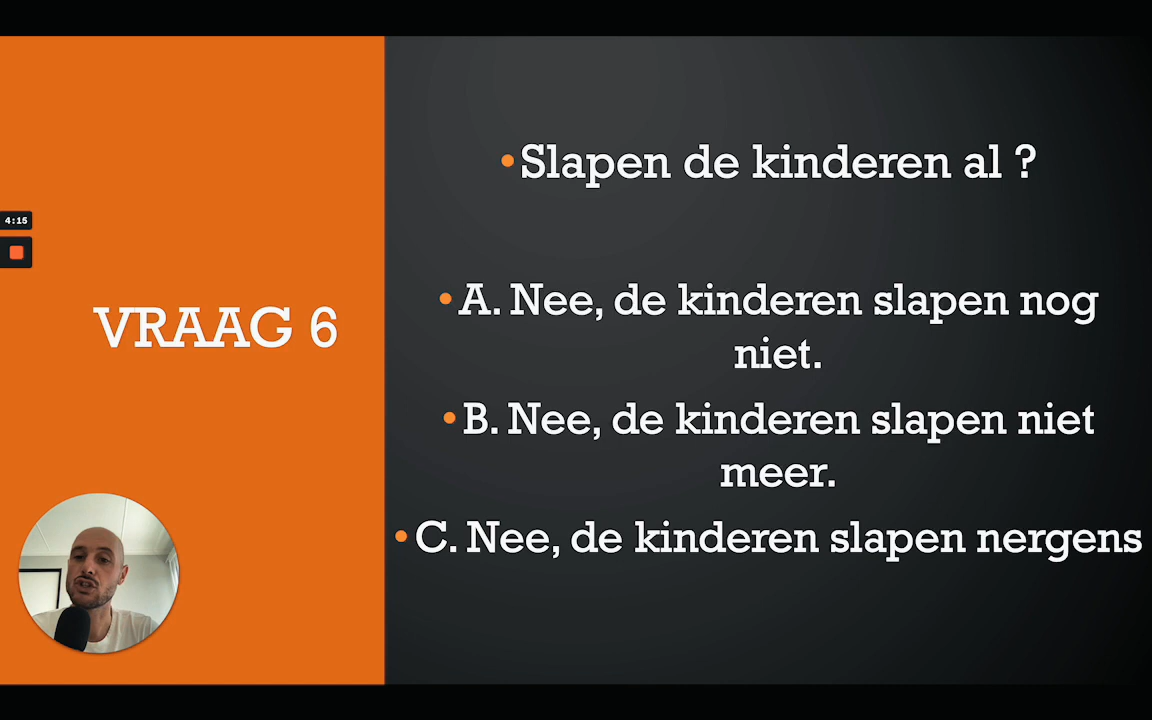 4:15
VRAAG 6
•Slapen de kinderen al ?
•A. Nee, de kinderen slapen nog
niet.
•B. Nee, de kinderen slapen niet
meer.
•C. Nee, de kinderen slapen nergens